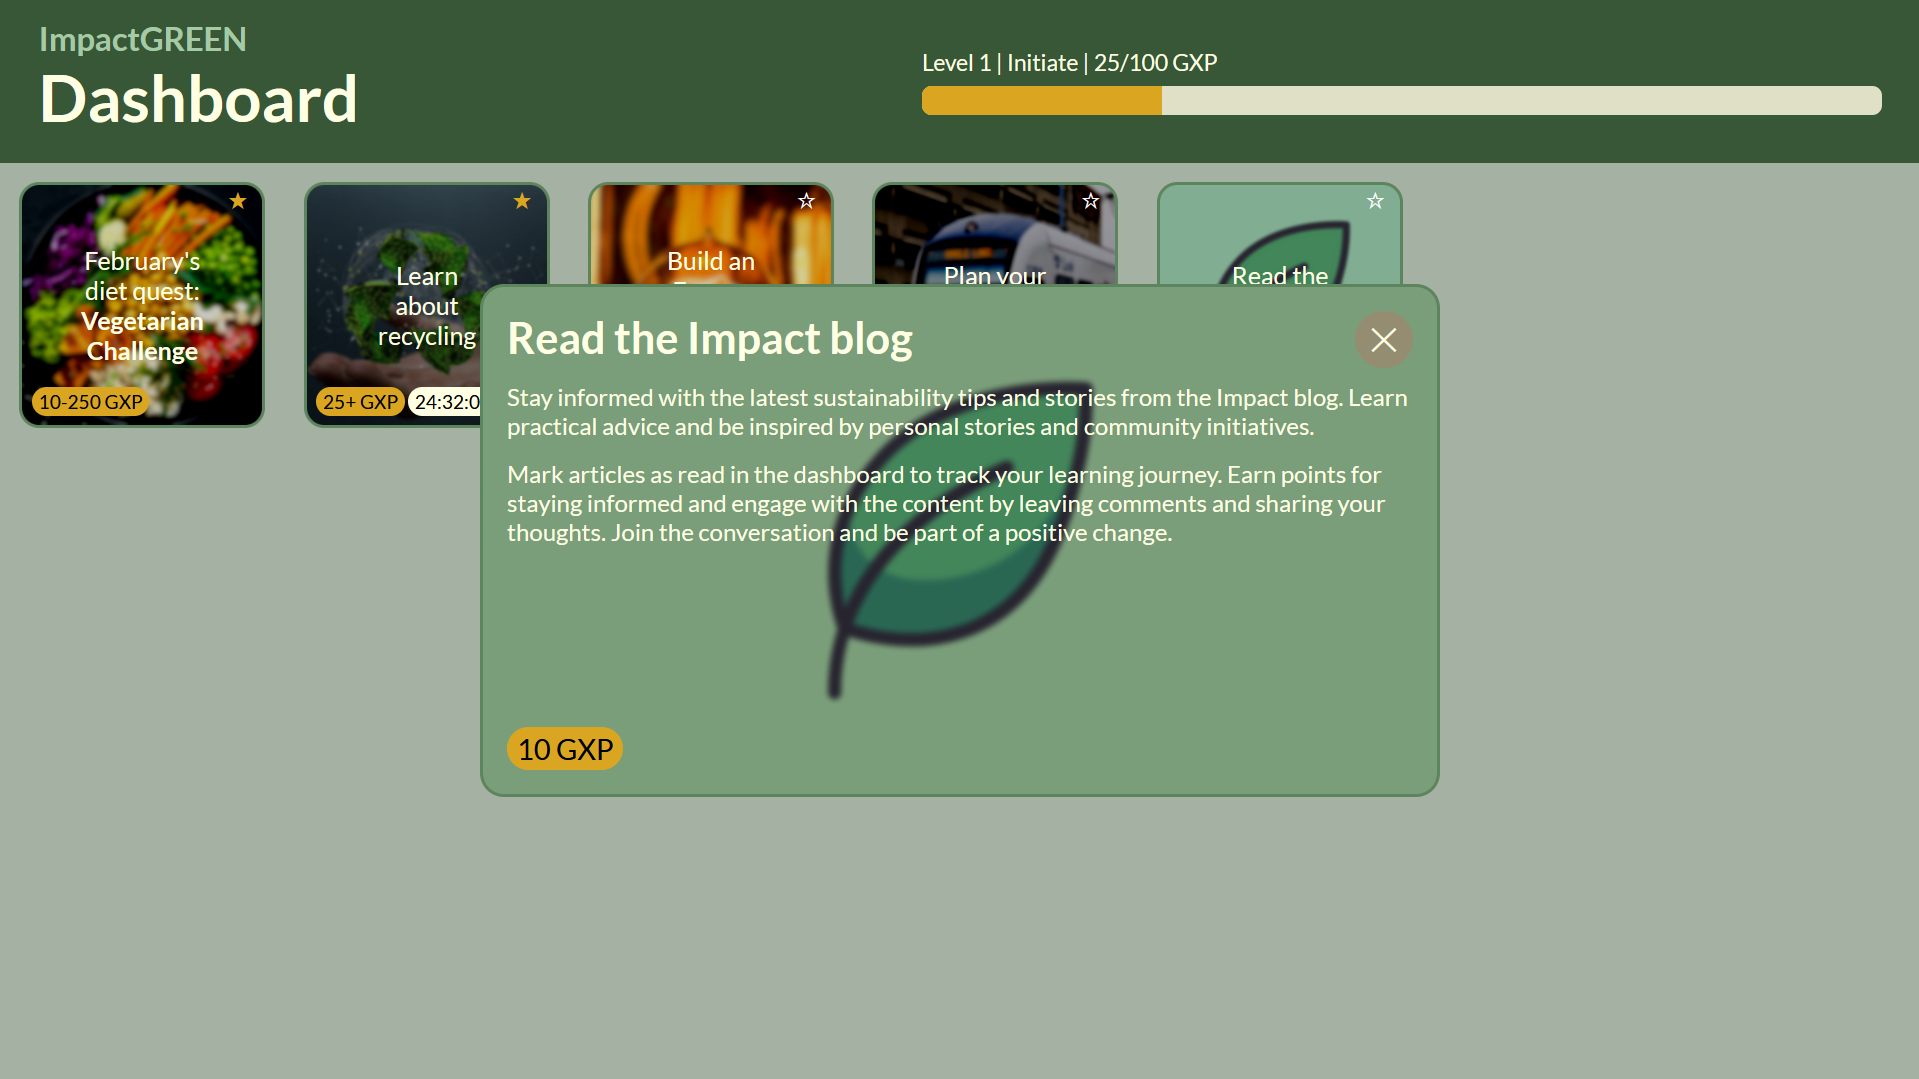 ImpactGREEN
Dashboard
Level 1 | Initiate | 25/100 GXP
February's
diet quest:
Vegetarian
Challenge
10-250 GXP
Learn
about
recycling
25+ GXP
24:32:0
Build an
Plan your
Read the
Read the Impact blog
Stay informed with the latest sustainability tips and stories from the Impact blog. Learn
practical advice and be inspired by personal stories and community initiatives.
Mark articles as read in the dashboard to track your learning journey. Earn points for
staying informed and engage with the content by leaving comments and sharing your
thoughts. Join the conversation and be part of a positive change.
10 GXP